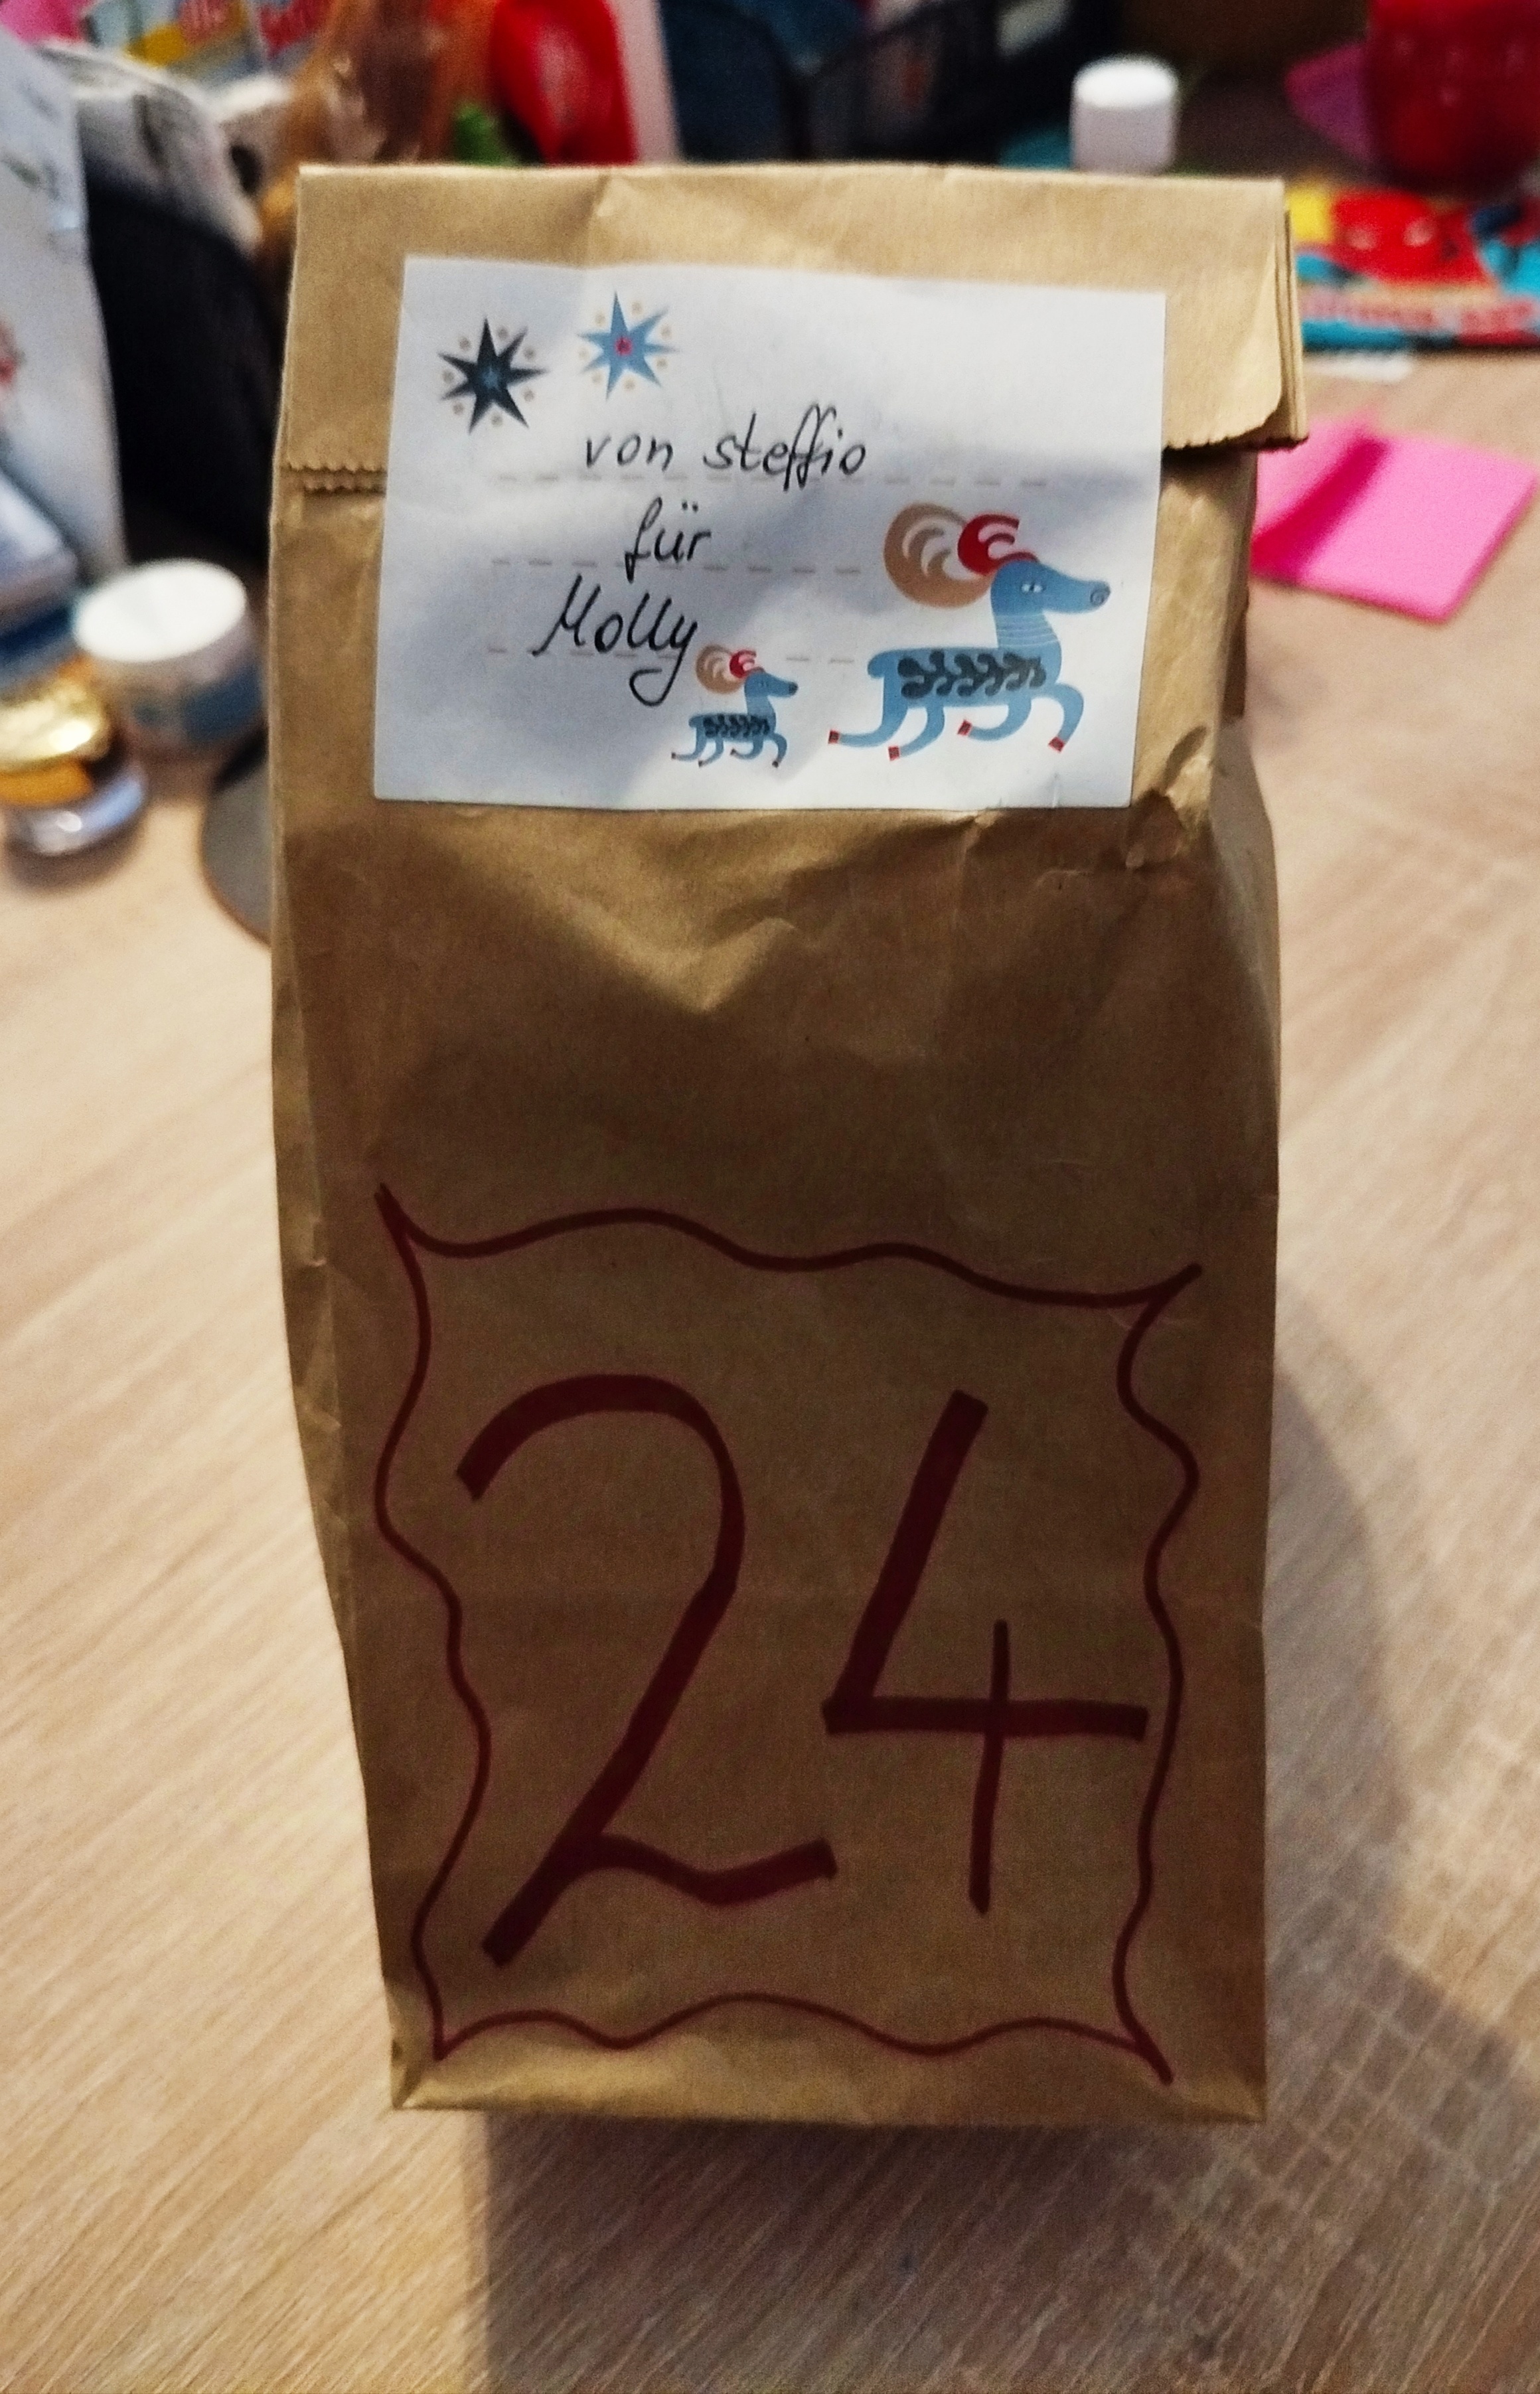 von steffio
für
Molly
24